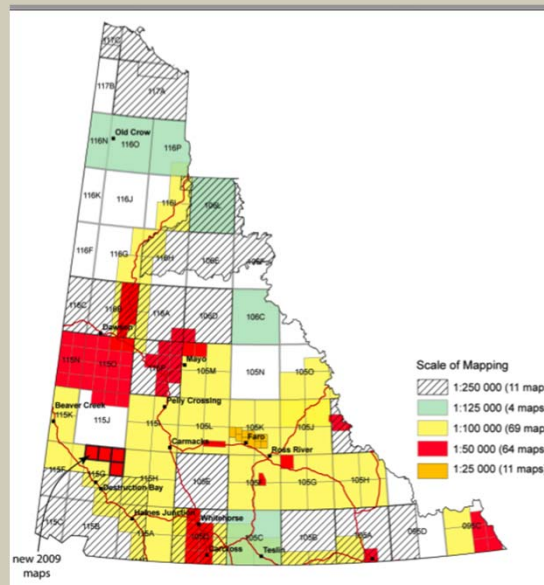 117C
117B
117A
Old Crow
116N
116O
116P
116K
116J
116I
106L
116F
116G
116H
106E
116C
116B
116A
106D
106C
Dawson
115N
115O
115P
Mayo
105M
105N
105O
Beaver Creek
Pelly Crossing
115J
105L
105K
105J
Faro
Carmacks
Ross River
115F
115G
115H
105E
105F
105G
105H
Destruction Bay
Haines Junction
Whitehorse
115C
115B
115A
105D
105C
105B
105A
095D
095C
Carcross
Teslin
new 2009
maps
Scale of Mapping
1:250 000 (11 maps
1:125 000 (4 maps
1:100 000 (69 map
1:50 000 (64 maps
1:25 000 (11 maps)